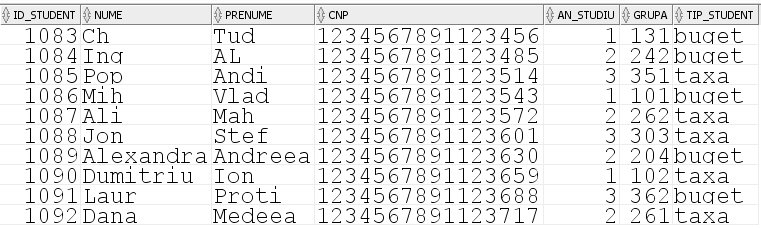 ID_STUDENT NUME PRENUME CNP AN_STUDIU GRUPA TIP_STUDENT
1083 Ch Tud 1234567891123456 1 131 buget
1084 Ing AL 1234567891123485 2 242 buget
1085 Pop Andi 1234567891123514 3 351 taxa
1086 Mih Vlad 1234567891123543 1 101 buget
1087 Ali Mah 1234567891123572 2 262 taxa
1088 Jon Stef 1234567891123601 3 303 taxa
1089 Alexandra Andreea 1234567891123630 2 204 buget
1090 Dumitriu Ion 1234567891123659 1 102 taxa
1091 Laur Proti 1234567891123688 3 362 buget
1092 Dana Medeea 1234567891123717 2 261 taxa